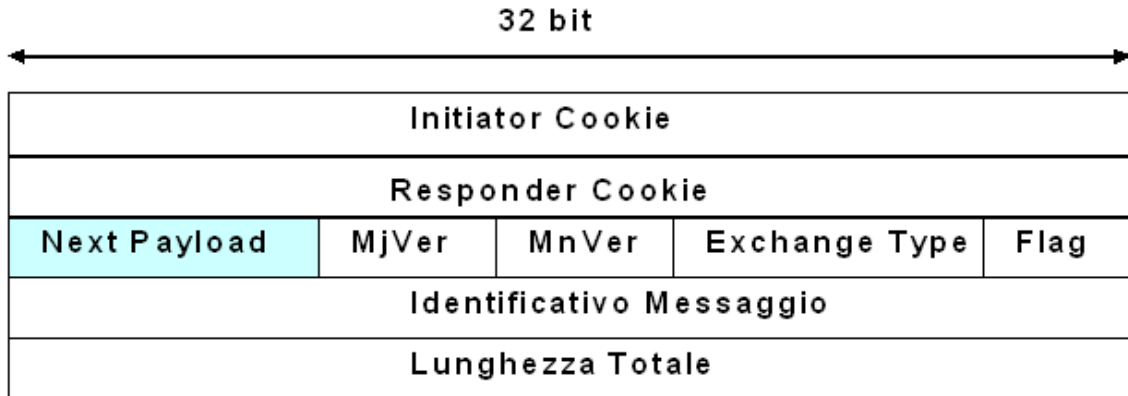 32 bit
Initiator Cookie
Responder Cookie
Next Payload MjVer MnVer Exchange Type Flag
Identificativo Messaggio
Lunghezza Totale